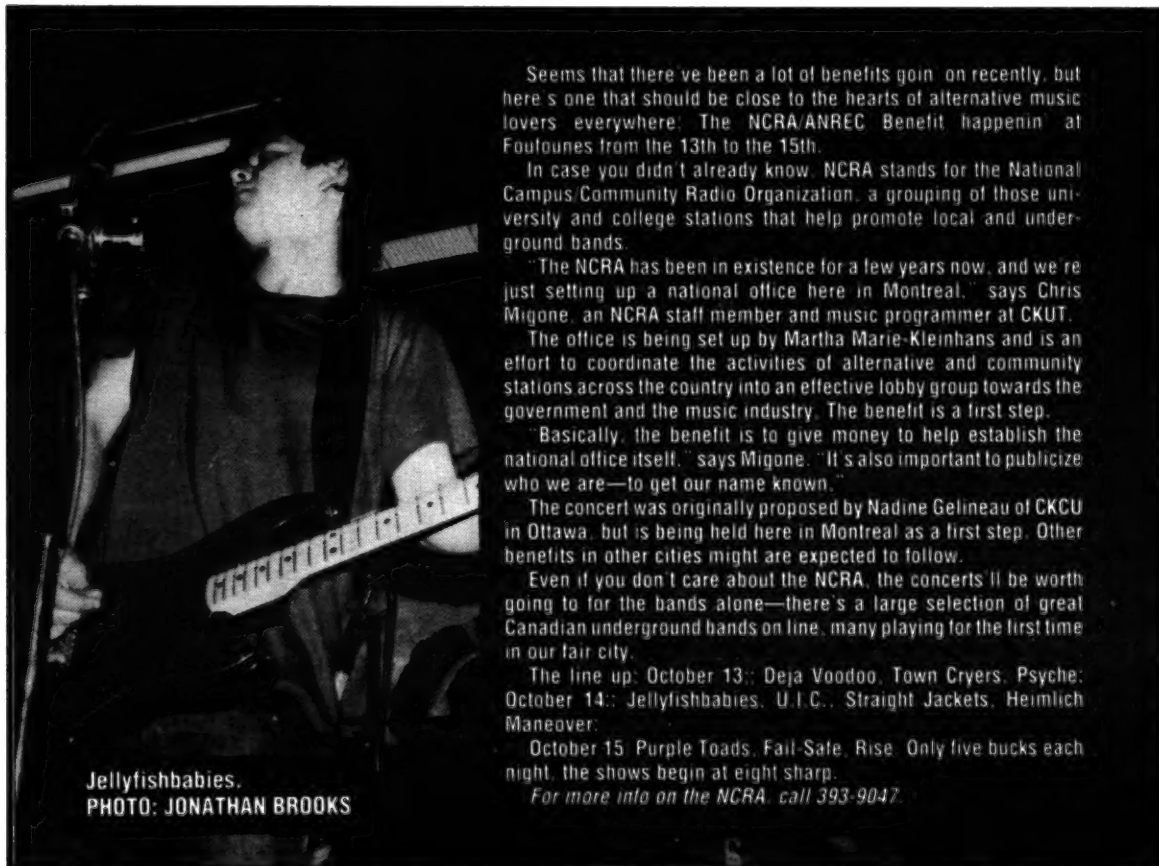 Seems that there've been a lot of benefits goin' on recently, but
here's one that should be close to the hearts of alternative music
lovers everywhere: The NCRA/ANREC Benefit happenin' at
Foufounes from the 13th to the 15th.
In case you didn't already know, NCRA stands for the National
Campus/Community Radio Organization, a grouping of those uni-
versity and college stations that help promote local and under-
ground bands.
"The NCRA has been in existence for a few years now, and we're
just setting up a national office here in Montreal," says Chris
Migone, an NCRA staff member and music programmer at CKUT.
The office is being set up by Martha Marie-Kleinhans and is an
effort to coordinate the activities of alternative and community
stations across the country into an effective lobby group towards the
government and the music industry. The benefit is a first step.
"Basically, the benefit is to give money to help establish the
national office itself," says Migone. "It's also important to publicize
who we are—to get our name known."
The concert was originally proposed by Nadine Gelineau of CKCU
in Ottawa, but is being held here in Montreal as a first step. Other
benefits in other cities might are expected to follow.
Even if you don't care about the NCRA, the concerts'll be worth
going to for the bands alone—there's a large selection of great
Canadian underground bands on line, many playing for the first time
in our fair city.
The line up: October 13:: Deja Voodoo, Town Cryers, Psyche;
October 14:: Jellyfishbabies, U.I.C., Straight Jackets, Heimlich
Maneover;
October 15: Purple Toads, Fail-Safe, Rise. Only five bucks each
night, the shows begin at eight sharp.
For more info on the NCRA, call 393-9047.
Jellyfishbabies.
PHOTO: JONATHAN BROOKS